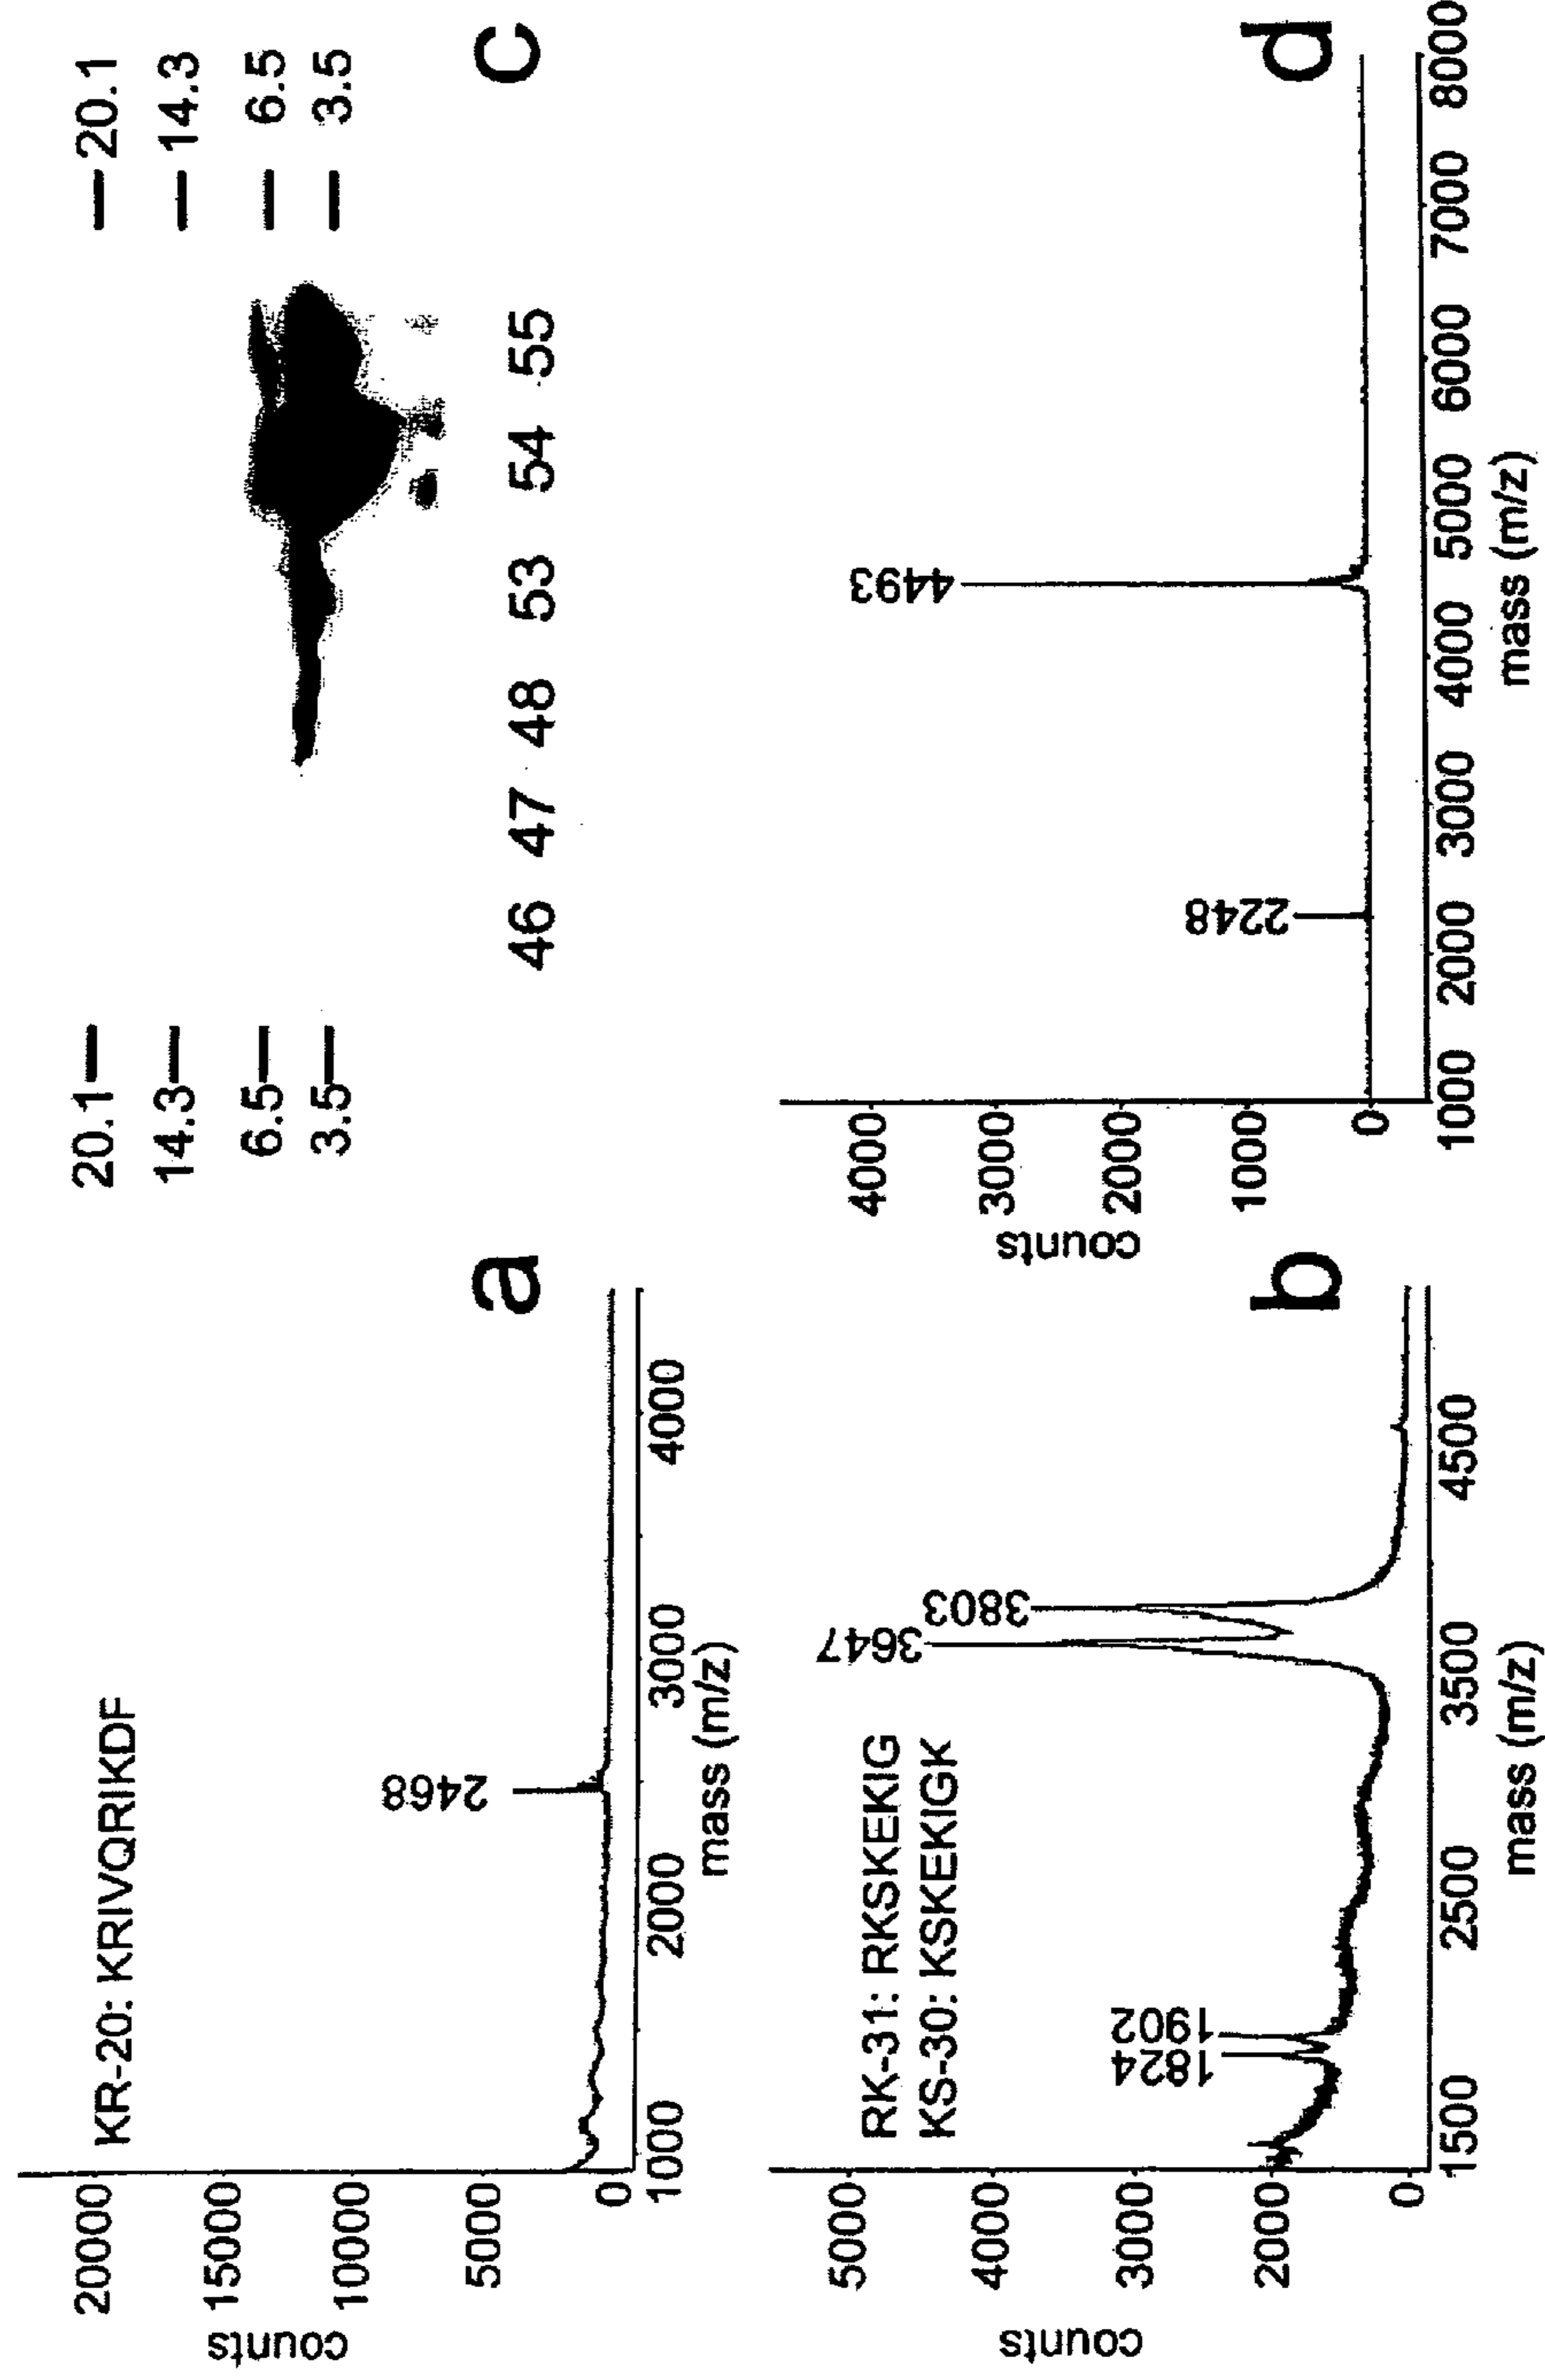 KR-20: KRIVQRIKDF
20000
15000
10000
5000
0
counts
2468
1000 2000 3000 4000
mass (m/z)
a
RK-31: RKSKEKIG
KS-30: KSKEKIGK
5000
4000
3000
2000
0
counts
1824
1902
3647
3803
1500 2500 3500 4500
mass (m/z)
b
20.1
14.3
6.5
3.5
20.1
14.3
6.5
3.5
46 47 48 53 54 55
c
4000
3000
2000
1000
0
counts
2248
4493
1000 2000 3000 4000 5000 6000 7000 8000
mass (m/z)
d